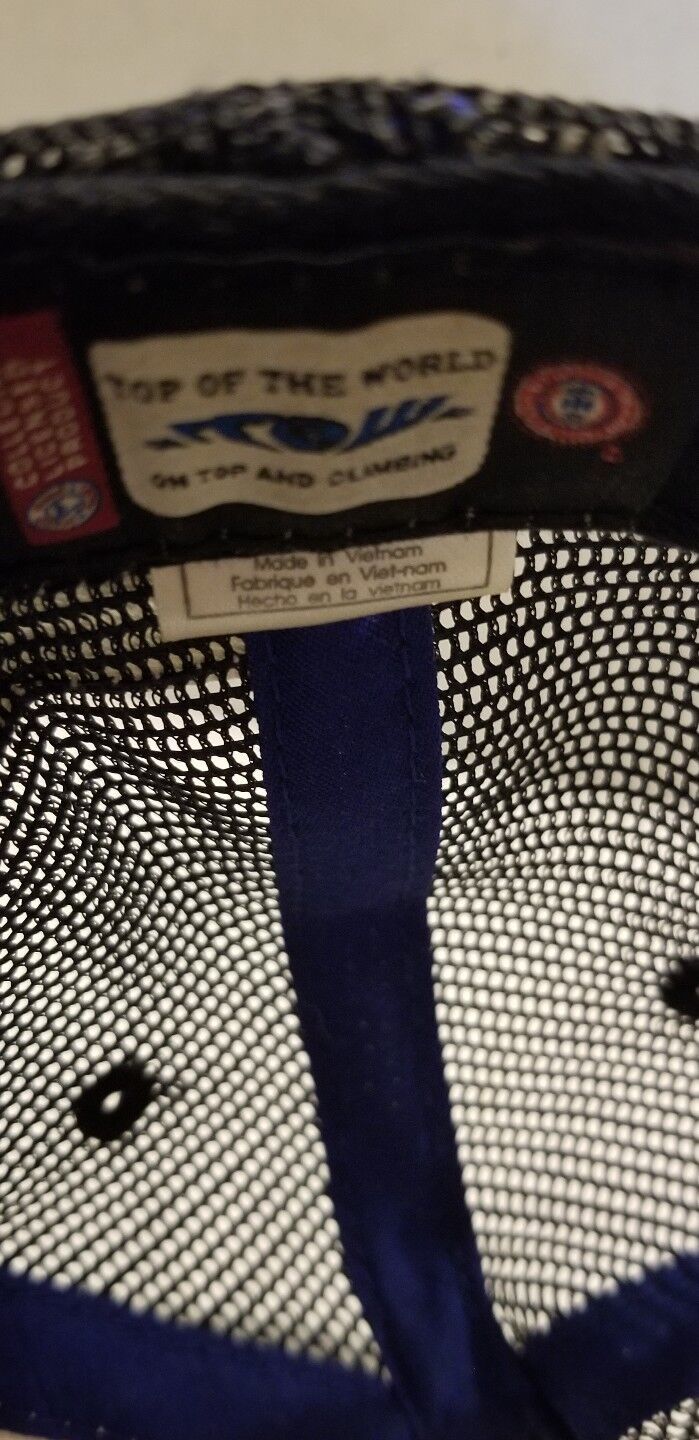 TOP OF THE WORLD
TOW
ON TOP AND CLIMBING
LICENSED
Made in Vietnam
Fabrique en Viet-nam
Hecho en la vietnam